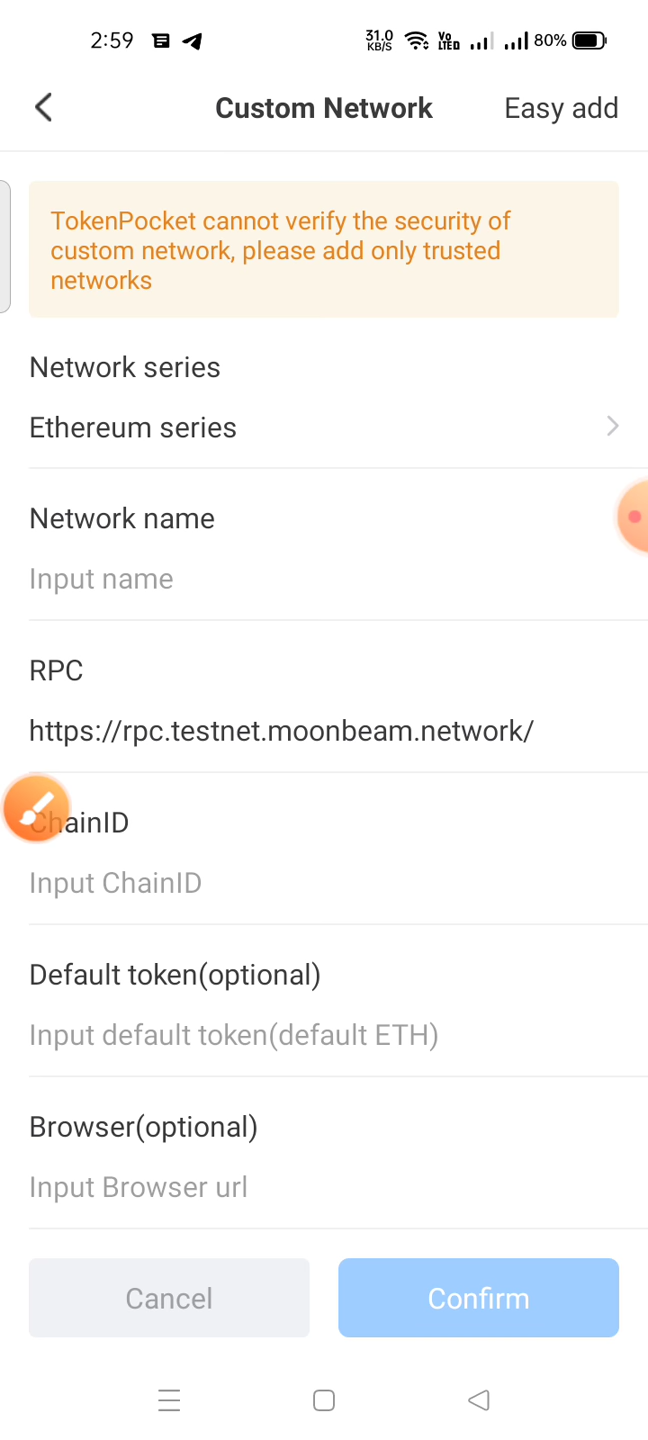 2:59
31.0 KB/S
Vo LTED
80%
Custom Network
Easy add
TokenPocket cannot verify the security of
custom network, please add only trusted
networks
Network series
Ethereum series
Network name
Input name
RPC
https://rpc.testnet.moonbeam.network/
ChainID
Input ChainID
Default token(optional)
Input default token(default ETH)
Browser(optional)
Input Browser url
Cancel
Confirm